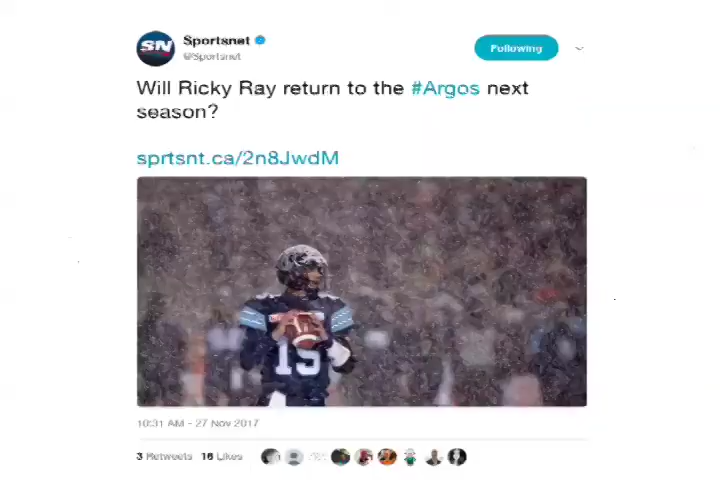 SN
Sportsnet
@Sportsnet
Following
Will Ricky Ray return to the #Argos next
season?
sprtsnt.ca/2n8JwdM
15
10:31 AM - 27 Nov 2017
3 Retweets 16 Likes